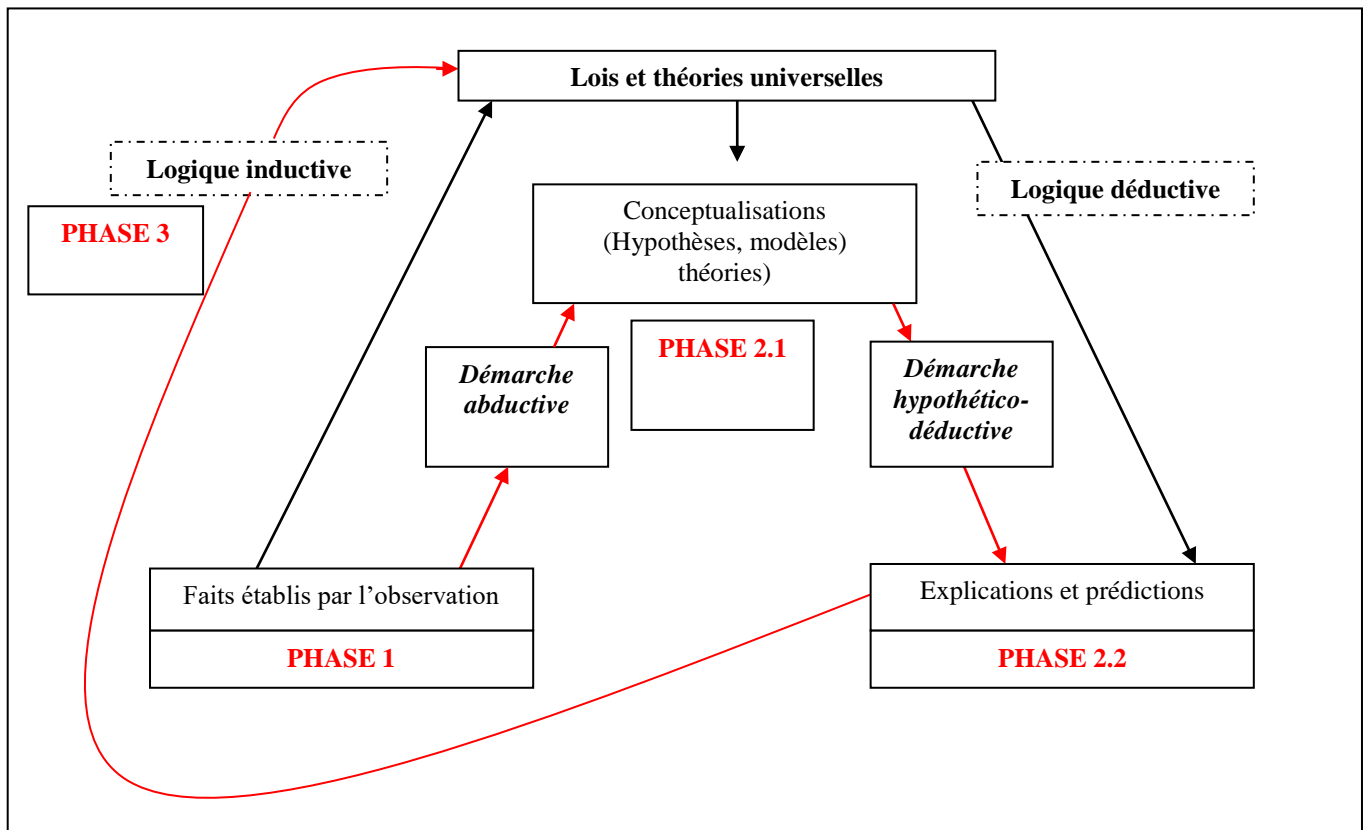 Lois et théories universelles
Logique inductive
Logique déductive
PHASE 3
Conceptualisations
(Hypothèses, modèles)
théories)
PHASE 2.1
Démarche
abductive
Démarche
hypothético-
déductive
Faits établis par l’observation
PHASE 1
Explications et prédictions
PHASE 2.2